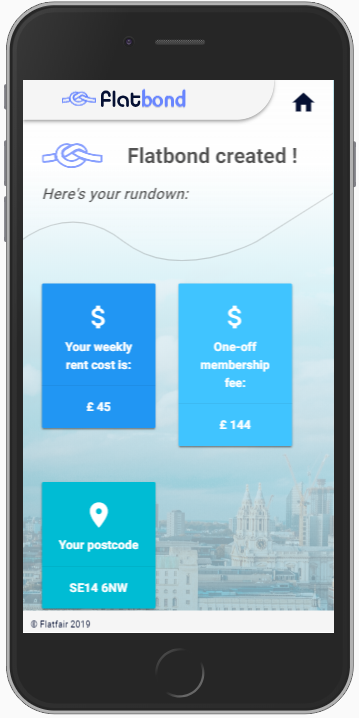 flatbond
Flatbond created !
Here's your rundown:
$
Your weekly
rent cost is:
£ 45
$
One-off
membership
fee:
£ 144
Your postcode
SE14 6NW
© Flatfair 2019